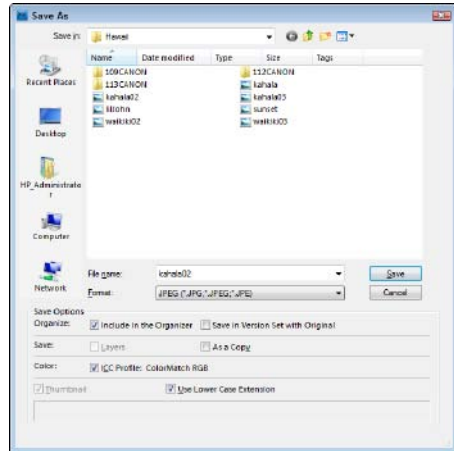 Save As
Save in: Hawaii
Name Date modified Type Size Tags
109CANON 112CANON
113CANON kahala
kahala02 kahala03
kilohn sunset
waikiki02 waikiki03
Recent Places
Desktop
HP_Administrato
r
Computer
Network
File name: kahala02 Save
Format: JPEG (*.JPG;*.JPEG;*.JPE) Cancel
Save Options
Organize: Include in the Organizer Save in Version Set with Original
Save: Layers As a Copy
Color: ICC Profile: ColorMatch RGB
Thumbnail Use Lower Case Extension